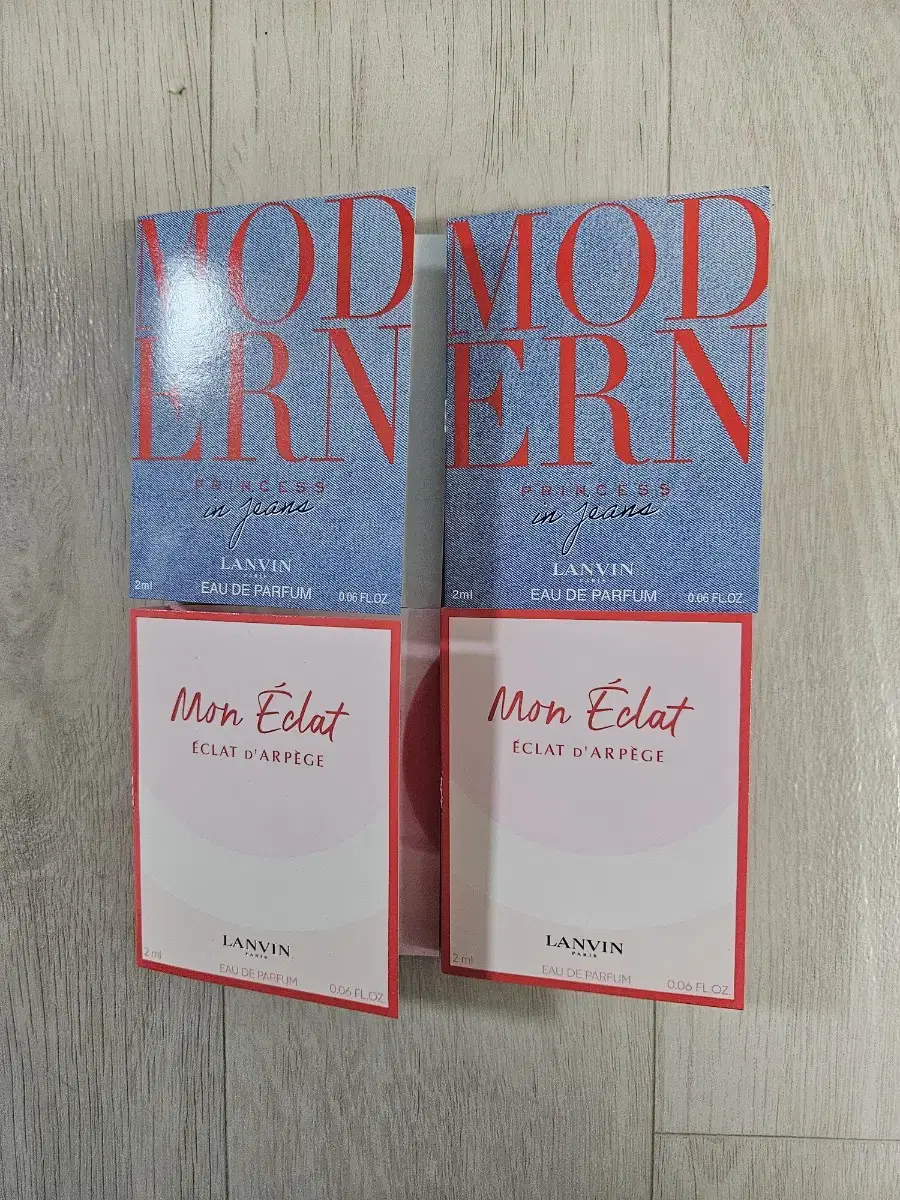 MOD
ERN
PRINCESS
in jeans
LANVIN
PARIS
2ml
EAU DE PARFUM
0.06 FL.OZ
MOD
ERN
PRINCESS
in jeans
LANVIN
PARIS
2ml
EAU DE PARFUM
0.06 FL.OZ
Mon Éclat
ÉCLAT D'ARPÈGE
LANVIN
PARIS
2 ml
EAU DE PARFUM
0.06 FL.OZ
Mon Éclat
ÉCLAT D'ARPÈGE
LANVIN
PARIS
2 ml
EAU DE PARFUM
0.06 FL.OZ